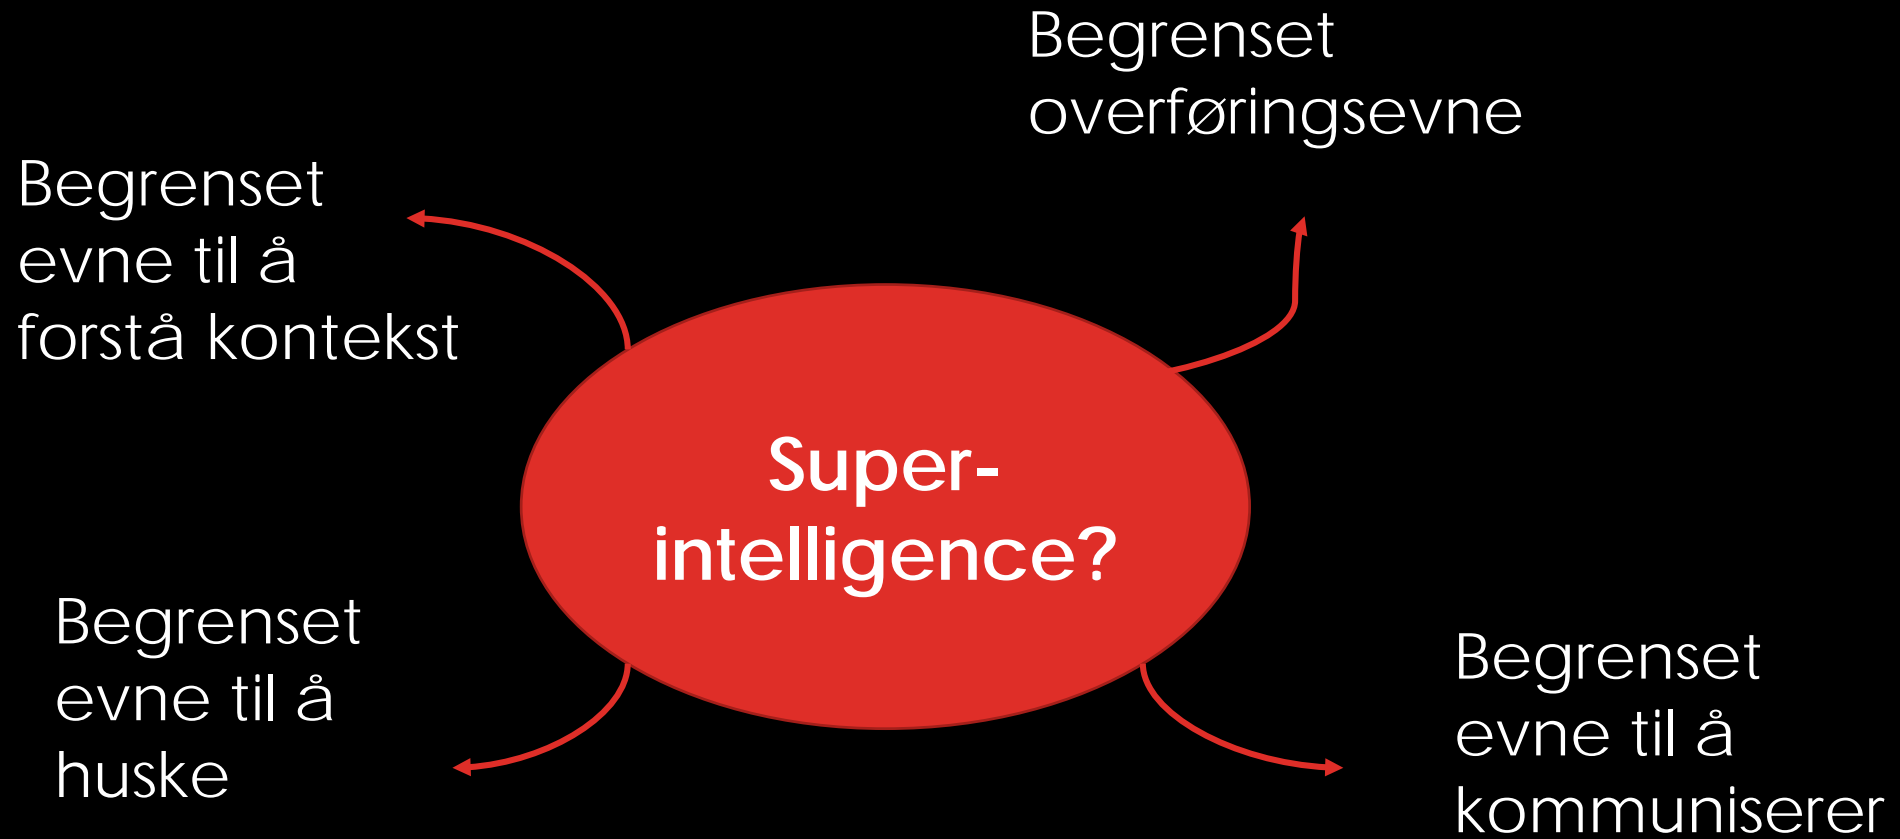 Begrenset
overføringsevne
Begrenset
evne til å
forstå kontekst
Super-
intelligence?
Begrenset
evne til å
huske
Begrenset
evne til å
kommuniserer